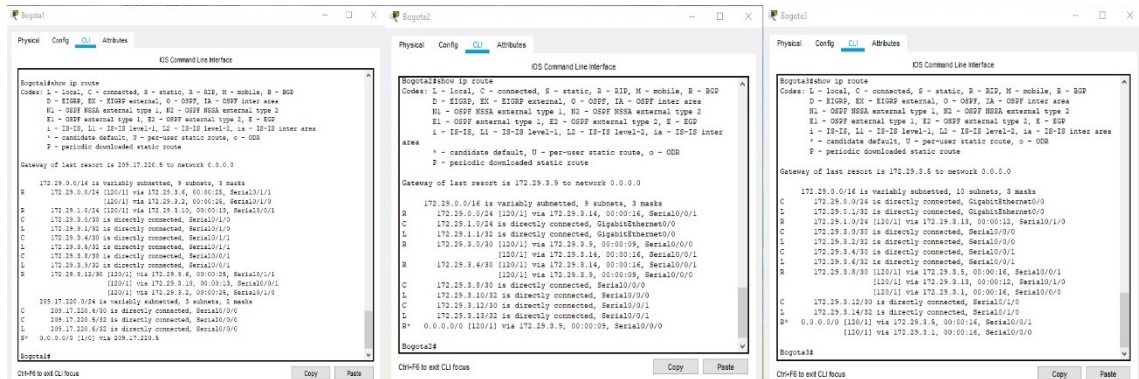 Bogota1
Physical Config CLI Attributes
IOS Command Line Interface
Bogota1#show ip route
Codes: L - local, C - connected, S - static, R - RIP, M - mobile, B - BGP
D - EIGRP, EX - EIGRP external, O - OSPF, IA - OSPF inter area
N1 - OSPF NSSA external type 1, N2 - OSPF NSSA external type 2
E1 - OSPF external type 1, E2 - OSPF external type 2, E - EGP
i - IS-IS, L1 - IS-IS level-1, L2 - IS-IS level-2, ia - IS-IS inter area
* - candidate default, U - per-user static route, o - ODR
P - periodic downloaded static route
Gateway of last resort is 209.17.220.5 to network 0.0.0.0
172.29.0.0/16 is variably subnetted, 9 subnets, 3 masks
R 172.29.0.0/24 [120/1] via 172.29.3.6, 00:00:25, Serial0/1/1
[120/1] via 172.29.3.2, 00:00:25, Serial0/1/0
R 172.29.1.0/24 [120/1] via 172.29.3.10, 00:00:13, Serial0/0/1
C 172.29.3.0/30 is directly connected, Serial0/1/0
L 172.29.3.1/32 is directly connected, Serial0/1/0
C 172.29.3.4/30 is directly connected, Serial0/1/1
L 172.29.3.5/32 is directly connected, Serial0/1/1
C 172.29.3.8/30 is directly connected, Serial0/0/1
L 172.29.3.9/32 is directly connected, Serial0/0/1
R 172.29.3.12/30 [120/1] via 172.29.3.6, 00:00:25, Serial0/1/1
[120/1] via 172.29.3.10, 00:00:13, Serial0/0/1
[120/1] via 172.29.3.2, 00:00:25, Serial0/1/0
209.17.220.0/24 is variably subnetted, 3 subnets, 2 masks
C 209.17.220.4/30 is directly connected, Serial0/0/0
C 209.17.220.5/32 is directly connected, Serial0/0/0
L 209.17.220.6/32 is directly connected, Serial0/0/0
S* 0.0.0.0/0 [1/0] via 209.17.220.5
Bogota1#
Ctrl+F6 to exit CLI focus
Copy Paste
Bogota2
Physical Config CLI Attributes
IOS Command Line Interface
Bogota2#show ip route
Codes: L - local, C - connected, S - static, R - RIP, M - mobile, B - BGP
D - EIGRP, EX - EIGRP external, O - OSPF, IA - OSPF inter area
N1 - OSPF NSSA external type 1, N2 - OSPF NSSA external type 2
E1 - OSPF external type 1, E2 - OSPF external type 2, E - EGP
i - IS-IS, L1 - IS-IS level-1, L2 - IS-IS level-2, ia - IS-IS inter
area
* - candidate default, U - per-user static route, o - ODR
P - periodic downloaded static route
Gateway of last resort is 172.29.3.9 to network 0.0.0.0
172.29.0.0/16 is variably subnetted, 9 subnets, 3 masks
R 172.29.0.0/24 [120/1] via 172.29.3.14, 00:00:16, Serial0/0/1
C 172.29.1.0/24 is directly connected, GigabitEthernet0/0
L 172.29.1.1/32 is directly connected, GigabitEthernet0/0
R 172.29.3.0/30 [120/1] via 172.29.3.9, 00:00:09, Serial0/0/0
[120/1] via 172.29.3.14, 00:00:16, Serial0/0/1
R 172.29.3.4/30 [120/1] via 172.29.3.14, 00:00:16, Serial0/0/1
[120/1] via 172.29.3.9, 00:00:09, Serial0/0/0
C 172.29.3.8/30 is directly connected, Serial0/0/0
L 172.29.3.10/32 is directly connected, Serial0/0/0
C 172.29.3.12/30 is directly connected, Serial0/0/1
L 172.29.3.13/32 is directly connected, Serial0/0/1
R* 0.0.0.0/0 [120/1] via 172.29.3.9, 00:00:09, Serial0/0/0
Bogota2#
Ctrl+F6 to exit CLI focus
Copy Paste
Bogota3
Physical Config CLI Attributes
IOS Command Line Interface
Bogota3#show ip route
Codes: L - local, C - connected, S - static, R - RIP, M - mobile, B - BGP
D - EIGRP, EX - EIGRP external, O - OSPF, IA - OSPF inter area
N1 - OSPF NSSA external type 1, N2 - OSPF NSSA external type 2
E1 - OSPF external type 1, E2 - OSPF external type 2, E - EGP
i - IS-IS, L1 - IS-IS level-1, L2 - IS-IS level-2, ia - IS-IS inter area
* - candidate default, U - per-user static route, o - ODR
P - periodic downloaded static route
Gateway of last resort is 172.29.3.5 to network 0.0.0.0
172.29.0.0/16 is variably subnetted, 10 subnets, 3 masks
C 172.29.0.0/24 is directly connected, GigabitEthernet0/0
L 172.29.0.1/32 is directly connected, GigabitEthernet0/0
R 172.29.1.0/24 [120/1] via 172.29.3.13, 00:00:12, Serial0/1/0
C 172.29.3.0/30 is directly connected, Serial0/0/0
L 172.29.3.2/32 is directly connected, Serial0/0/0
C 172.29.3.4/30 is directly connected, Serial0/0/1
L 172.29.3.6/32 is directly connected, Serial0/0/1
R 172.29.3.8/30 [120/1] via 172.29.3.5, 00:00:16, Serial0/0/1
[120/1] via 172.29.3.13, 00:00:12, Serial0/1/0
[120/1] via 172.29.3.1, 00:00:16, Serial0/0/0
C 172.29.3.12/30 is directly connected, Serial0/1/0
L 172.29.3.14/32 is directly connected, Serial0/1/0
R* 0.0.0.0/0 [120/1] via 172.29.3.5, 00:00:16, Serial0/0/1
[120/1] via 172.29.3.1, 00:00:16, Serial0/0/0
Bogota3#
Ctrl+F6 to exit CLI focus
Copy Paste